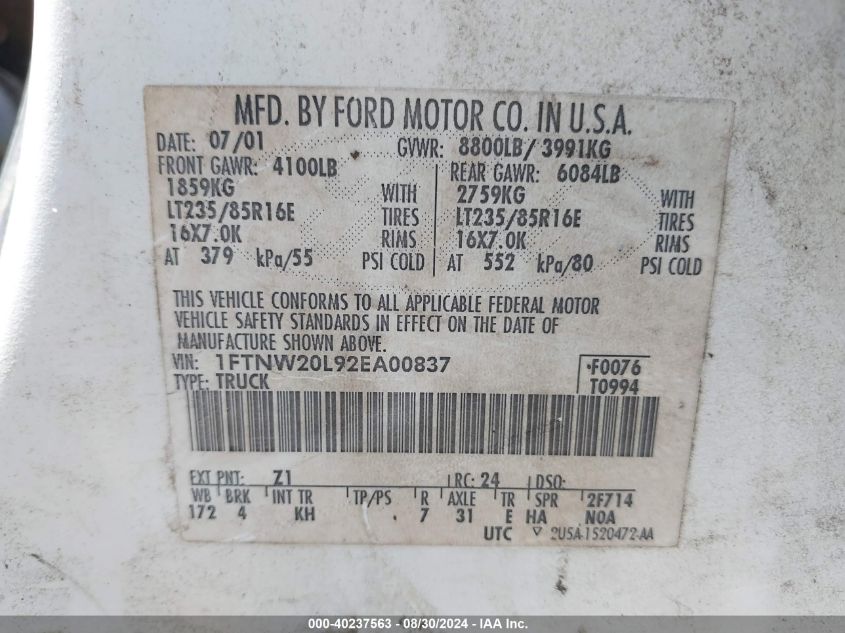 MFD. BY FORD MOTOR CO. IN U.S.A.
DATE: 07/01 GVWR: 8800LB/ 3991KG
FRONT GAWR: 4100LB REAR GAWR: 6084LB
1859KG WITH 2759KG WITH
LT235/85R16E TIRES LT235/85R16E TIRES
16X7.0K RIMS 16X7.0K RIMS
AT 379 kPa/55 PSI COLD AT 552 kPa/80 PSI COLD
THIS VEHICLE CONFORMS TO ALL APPLICABLE FEDERAL MOTOR
VEHICLE SAFETY STANDARDS IN EFFECT ON THE DATE OF
MANUFACTURE SHOWN ABOVE.
VIN: 1FTNW20L92EA00837 F0076
TYPE: TRUCK T0994
EXT PNT: Z1 RC: 24 DSO:
WB BRK INT TR TP/PS R AXLE TR SPR 2F714
172 4 KH 7 31 E HA NOA
UTC 2U5A-1520472-AA
000-40237563 - 08/30/2024 - IAA Inc.